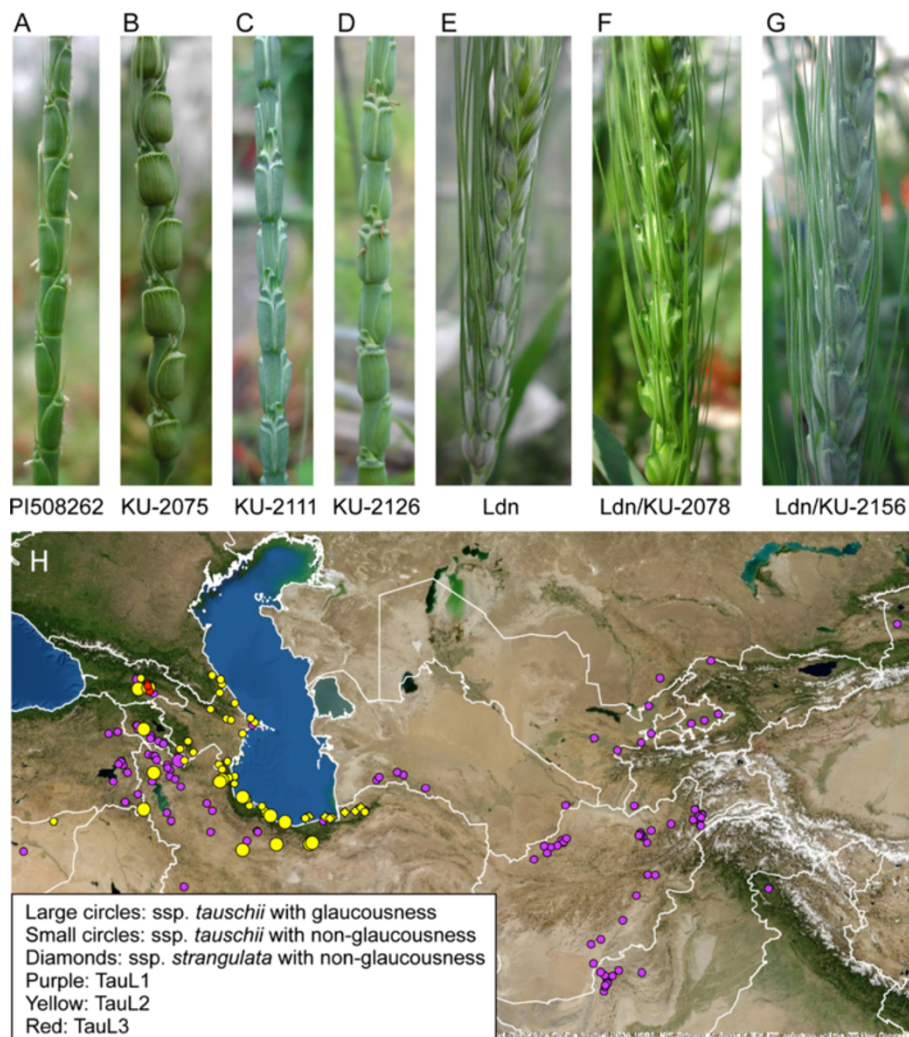 A B C D E F G
PI508262 KU-2075 KU-2111 KU-2126 Ldn Ldn/KU-2078 Ldn/KU-2156
H
Large circles: ssp. tauschii with glaucousness
Small circles: ssp. tauschii with non-glaucousness
Diamonds: ssp. strangulata with non-glaucousness
Purple: TauL1
Yellow: TauL2
Red: TauL3